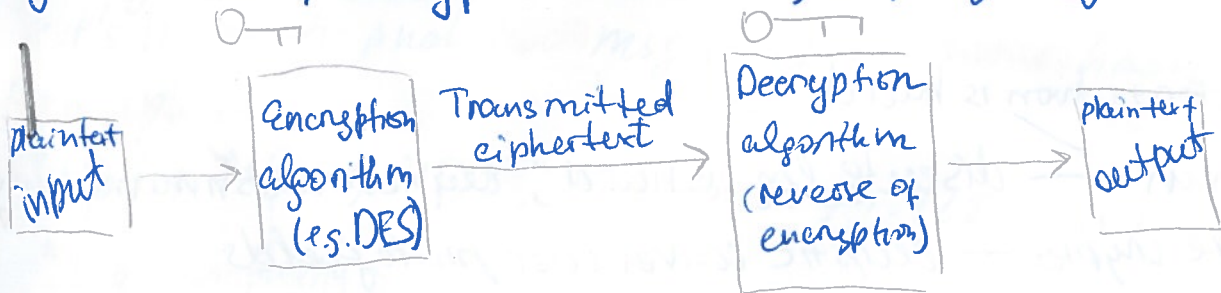 plaintext
input
Encryption
algorithm
(e.g. DES)
Transmitted
ciphertext
Decryption
algorithm
(reverse of
encryption)
plaintext
output